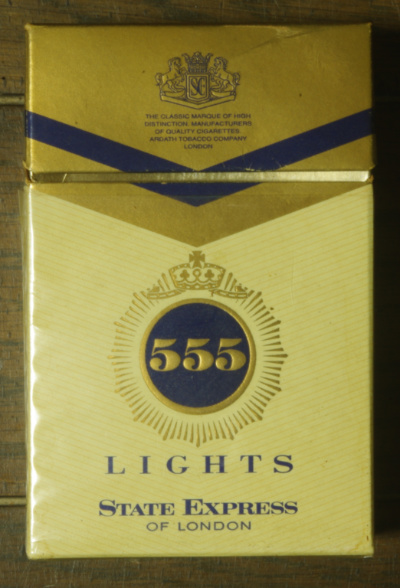 THE CLASSIC MARQUE OF HIGH
DISTINCTION. MANUFACTURERS
OF QUALITY CIGARETTES
ARDATH TOBACCO COMPANY
LONDON
555
LIGHTS
STATE EXPRESS
OF LONDON